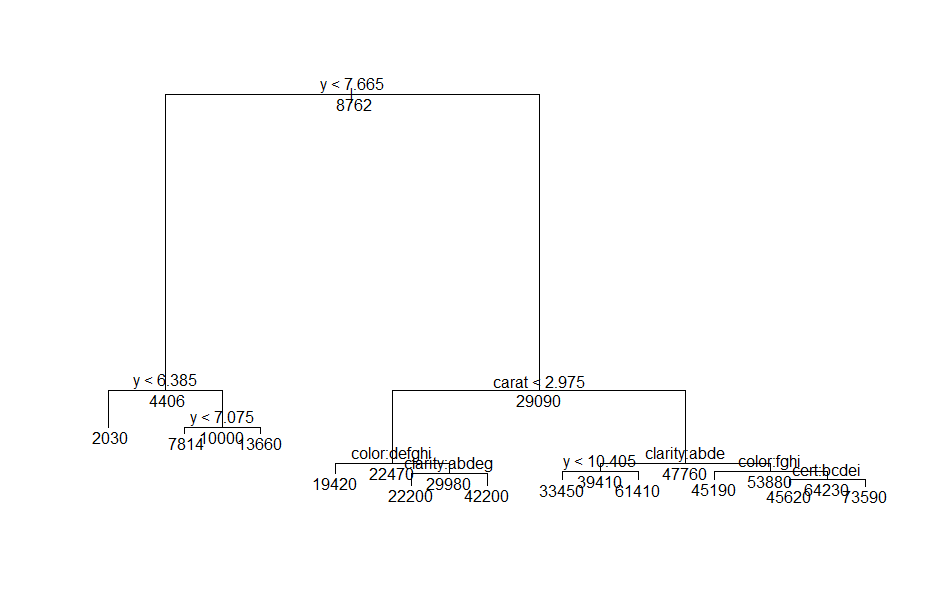 y < 7.665
8762
y < 6.385
4406
carat < 2.975
29090
y < 7.075
2030
7814
10000
13660
color:defghi
22470
clarity:abde
47760
19420
clarity:abdeg
29980
y < 10.405
39410
color:fghj
53880
22200
42200
33450
61410
45190
cert:bcdei
64230
45620
73590